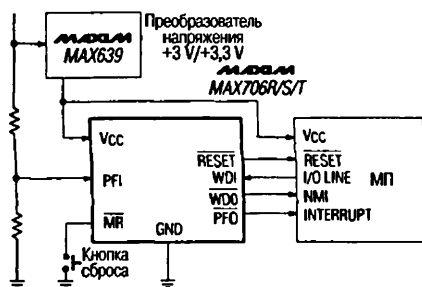 MAXIM
MAX639
Преобразователь
напряжения
+3 V/+3,3 V
MAXIM
MAX706R/S/T
VCC
PFI
MR
GND
RESET
WDI
WDO
PFO
VCC
RESET
I/O LINE
NMI
INTERRUPT
МП
Кнопка
сброса